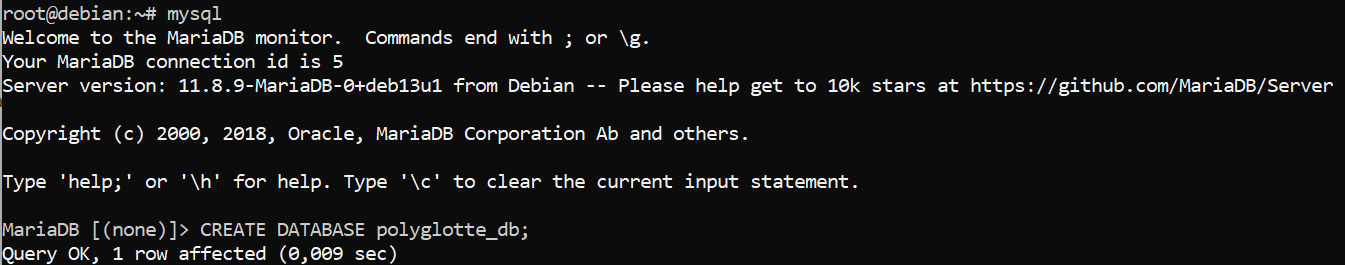 root@debian:~# mysql
Welcome to the MariaDB monitor.  Commands end with ; or \g.
Your MariaDB connection id is 5
Server version: 11.8.9-MariaDB-0+deb13u1 from Debian -- Please help get to 10k stars at https://github.com/MariaDB/Server
Copyright (c) 2000, 2018, Oracle, MariaDB Corporation Ab and others.
Type 'help;' or '\h' for help. Type '\c' to clear the current input statement.
MariaDB [(none)]> CREATE DATABASE polyglotte_db;
Query OK, 1 row affected (0,009 sec)